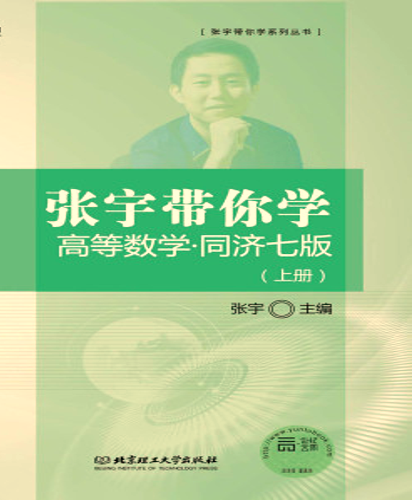 [ 张宇带你学系列丛书 ]
张宇带你学
高等数学·同济七版
（上册）
张宇 主编
北京理工大学出版社
BEIJING INSTITUTE OF TECHNOLOGY PRESS